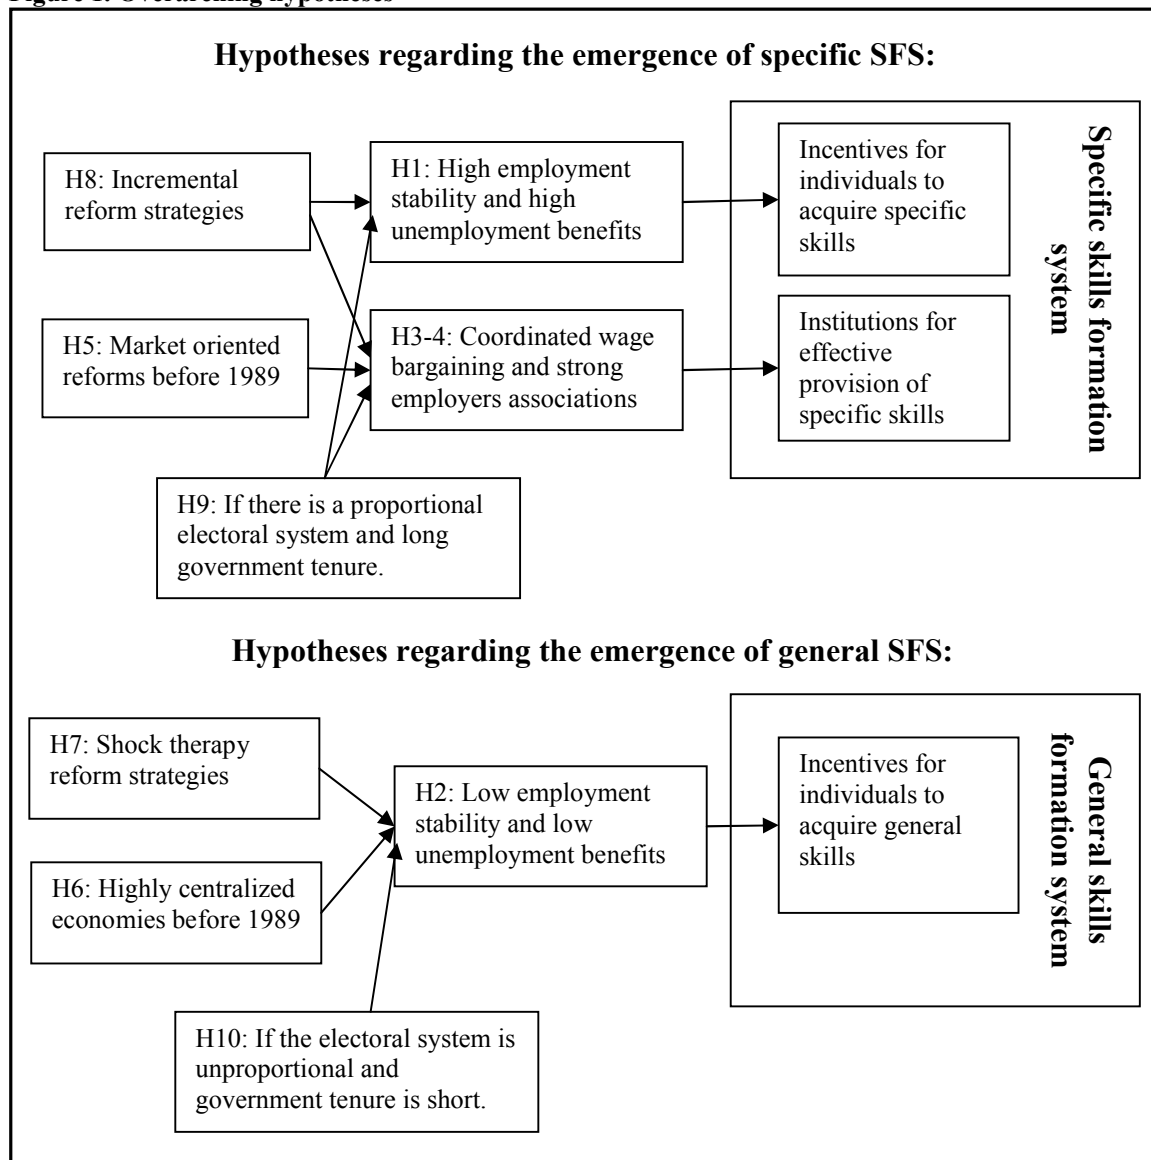 Figure 1: Overarching hypotheses
Hypotheses regarding the emergence of specific SFS:
H8: Incremental
reform strategies
H1: High employment
stability and high
unemployment benefits
Incentives for
individuals to
acquire specific
skills
Specific skills formation
system
H5: Market oriented
reforms before 1989
H3-4: Coordinated wage
bargaining and strong
employers associations
Institutions for
effective
provision of
specific skills
H9: If there is a proportional
electoral system and long
government tenure.
Hypotheses regarding the emergence of general SFS:
H7: Shock therapy
reform strategies
H2: Low employment
stability and low
unemployment benefits
Incentives for
individuals to
acquire general
skills
General skills
formation system
H6: Highly centralized
economies before 1989
H10: If the electoral system is
unproportional and
government tenure is short.